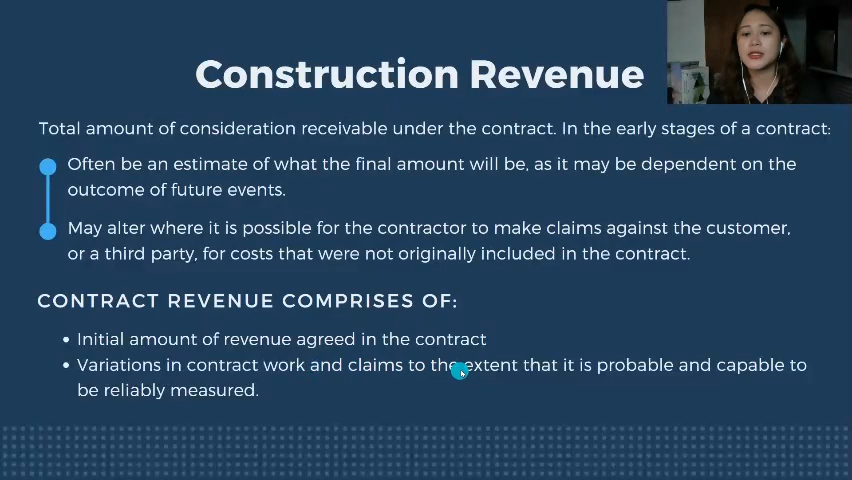 Construction Revenue
Total amount of consideration receivable under the contract. In the early stages of a contract:
Often be an estimate of what the final amount will be, as it may be dependent on the
outcome of future events.
May alter where it is possible for the contractor to make claims against the customer,
or a third party, for costs that were not originally included in the contract.
CONTRACT REVENUE COMPRISES OF:
• Initial amount of revenue agreed in the contract
• Variations in contract work and claims to the extent that it is probable and capable to
be reliably measured.